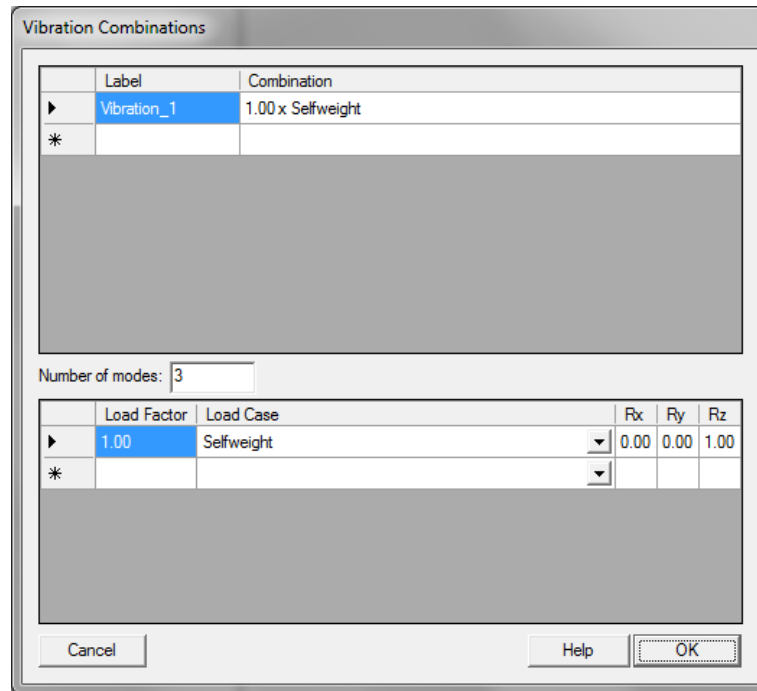 Vibration Combinations
Label Combination
Vibration_1 1.00 x Selfweight
Number of modes: 3
Load Factor Load Case Rx Ry Rz
1.00 Selfweight 0.00 0.00 1.00
Cancel Help OK